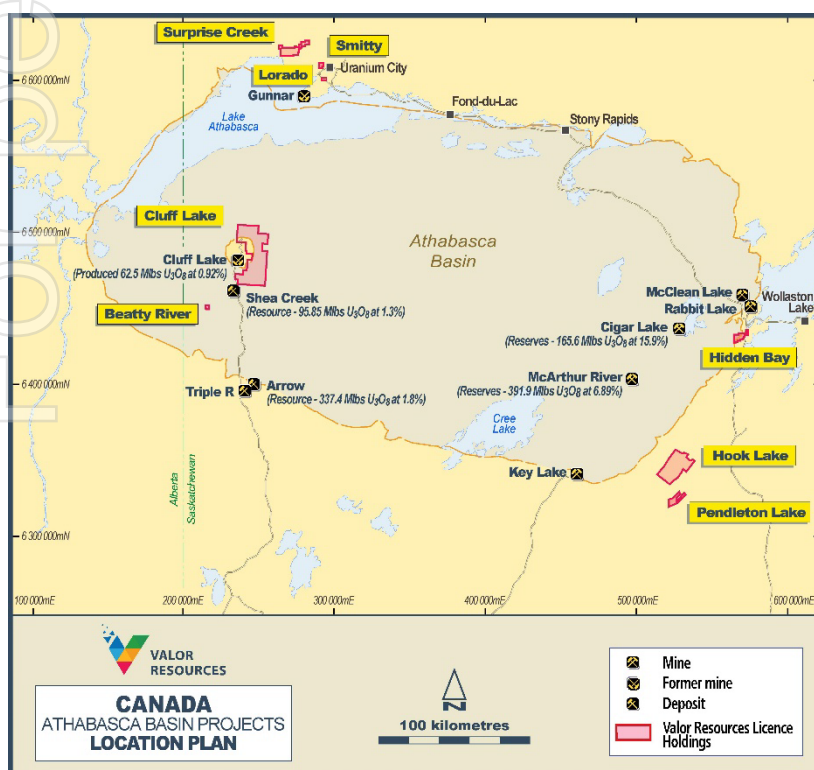 Surprise Creek
Smitty
6 600 000mN
Lorado
Uranium City
Gunnar
Fond-du-Lac
Stony Rapids
Lake
Athabasca
6 500 000mN
Cluff Lake
Athabasca
Basin
Cluff Lake
(Produced 62.5 Mlbs U₃O₈ at 0.92%)
Shea Creek
(Resource - 95.85 Mlbs U₃O₈ at 1.3%)
Beatty River
McClean Lake
Rabbit Lake
Wollaston
Lake
Cigar Lake
(Reserves - 165.6 Mlbs U₃O₈ at 15.9%)
Hidden Bay
6 400 000mN
Triple R
Arrow
(Resource - 337.4 Mlbs U₃O₈ at 1.8%)
McArthur River
(Reserves - 391.9 Mlbs U₃O₈ at 6.89%)
Cree
Lake
Hook Lake
Key Lake
Pendleton Lake
Alberta
Saskatchewan
6 300 000mN
100 000mE
200 000mE
300 000mE
400 000mE
500 000mE
600 000mE
VALOR
RESOURCES
CANADA
ATHABASCA BASIN PROJECTS
LOCATION PLAN
N
100 kilometres
Mine
Former mine
Deposit
Valor Resources Licence
Holdings